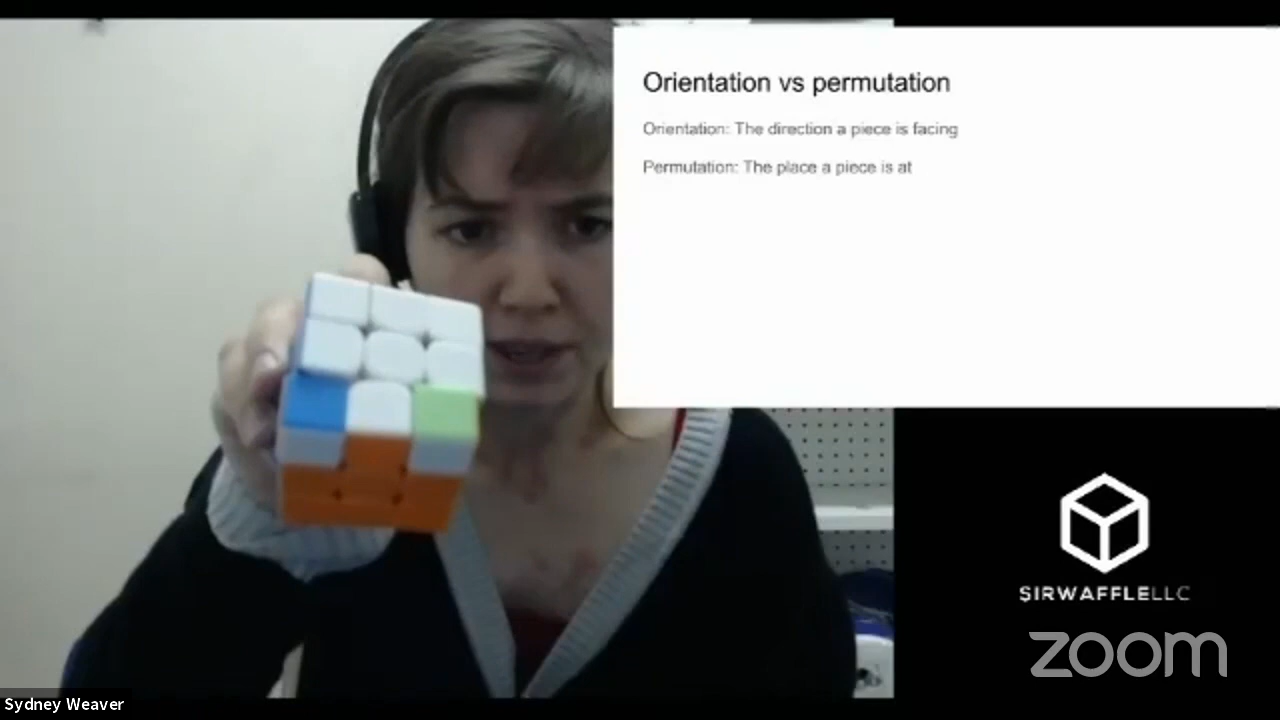 Orientation vs permutation
Orientation: The direction a piece is facing
Permutation: The place a piece is at
SIRWAFFLELLC
zoom
Sydney Weaver